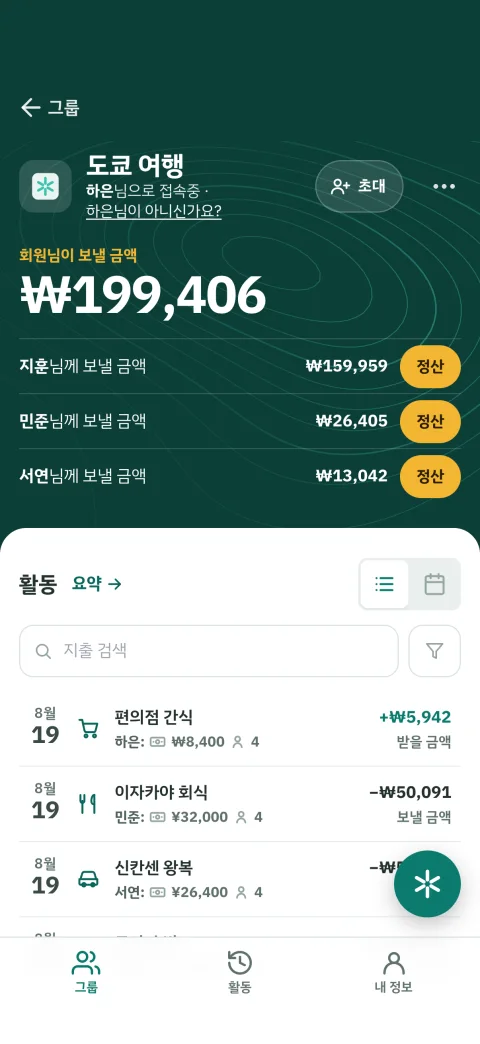 그룹
도쿄 여행
하은님으로 접속중 ·
하은님이 아니신가요?
초대
회원님이 보낼 금액
₩199,406
지훈님께 보낼 금액 ₩159,959 정산
민준님께 보낼 금액 ₩26,405 정산
서연님께 보낼 금액 ₩13,042 정산
활동 요약 →
지출 검색
8월
19
편의점 간식
하은: ₩8,400 4
+₩5,942
받을 금액
8월
19
이자카야 회식
민준: ¥32,000 4
−₩50,091
보낼 금액
8월
19
신칸센 왕복
서연: ¥26,400 4
그룹
활동
내 정보